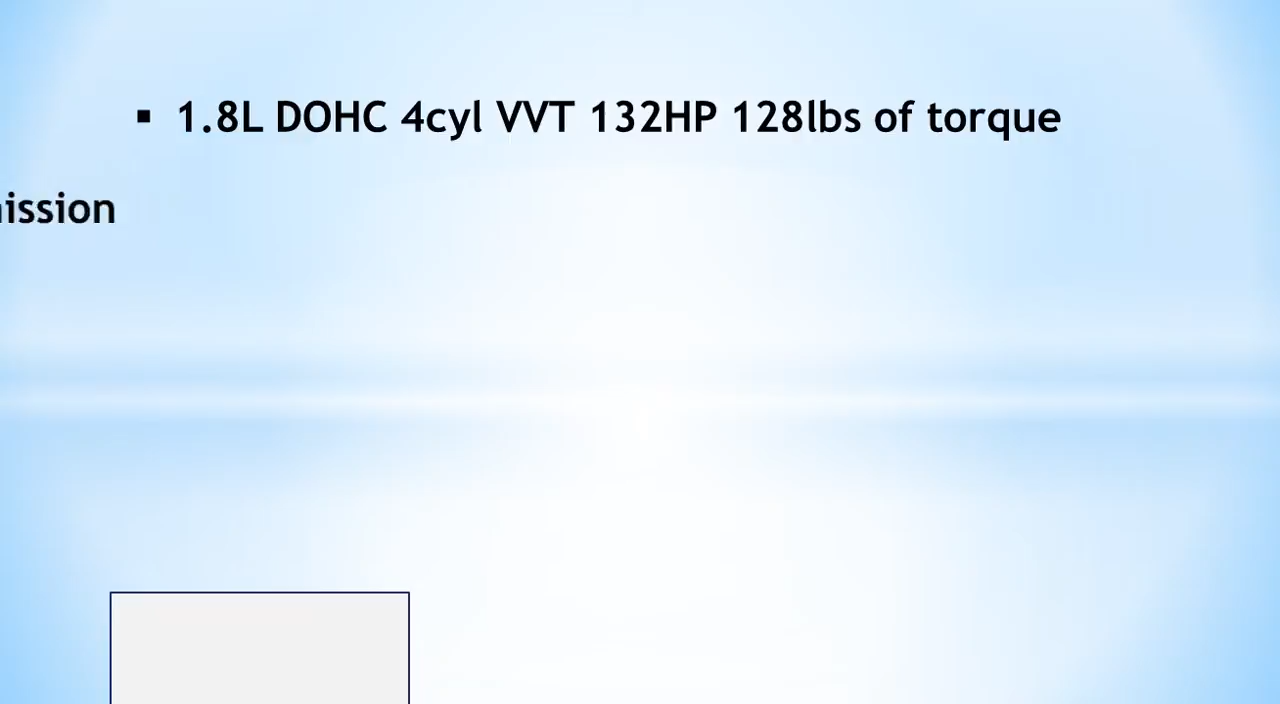 ▪ 1.8L DOHC 4cyl VVT 132HP 128lbs of torque
ission